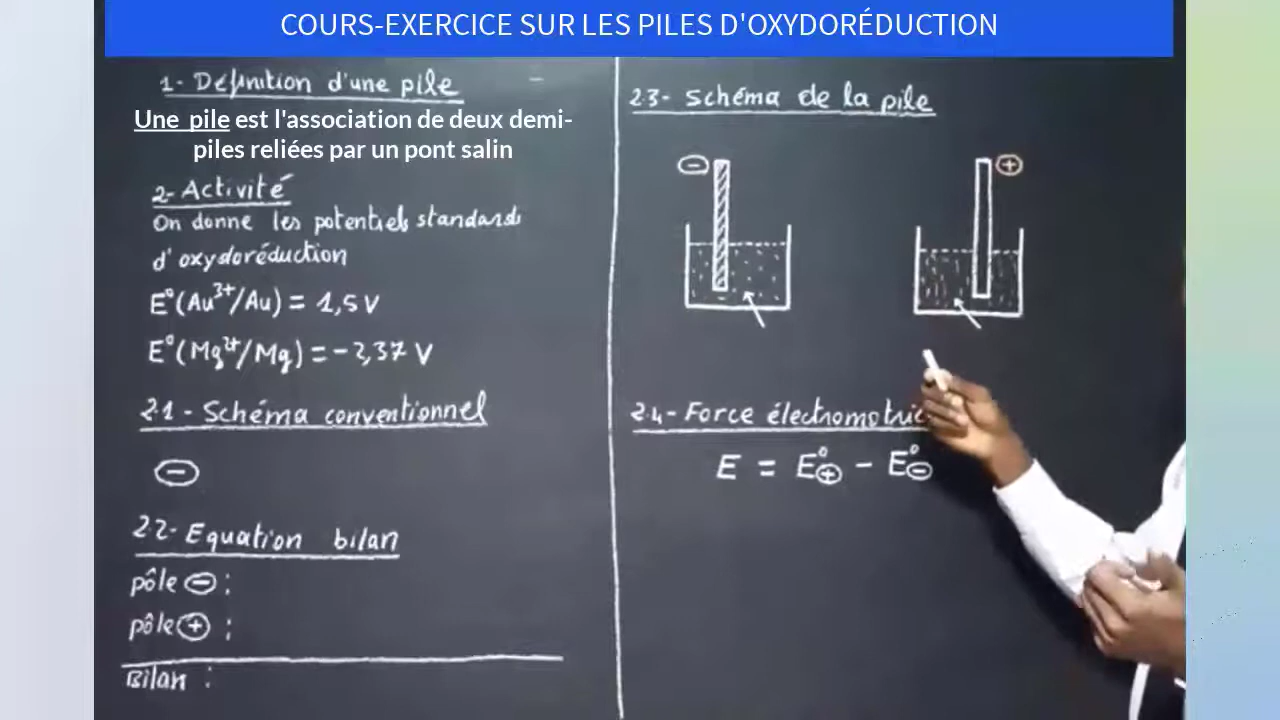 COURS-EXERCICE SUR LES PILES D'OXYDORÉDUCTION
1- Définition d'une pile
Une pile est l'association de deux demi-
piles reliées par un pont salin
2- Activité
On donne les potentiels standards
d'oxydoréduction
E°(Au³⁺/Au) = 1,5 V
E°(Mg²⁺/Mg) = -2,37 V
2.1- Schéma conventionnel
⊖
2.2- Equation bilan
pôle ⊖ :
pôle ⊕ :
Bilan :
2.3- Schéma de la pile
⊖ ⊕
2.4- Force électromotric
E = E°⊕ - E°⊖